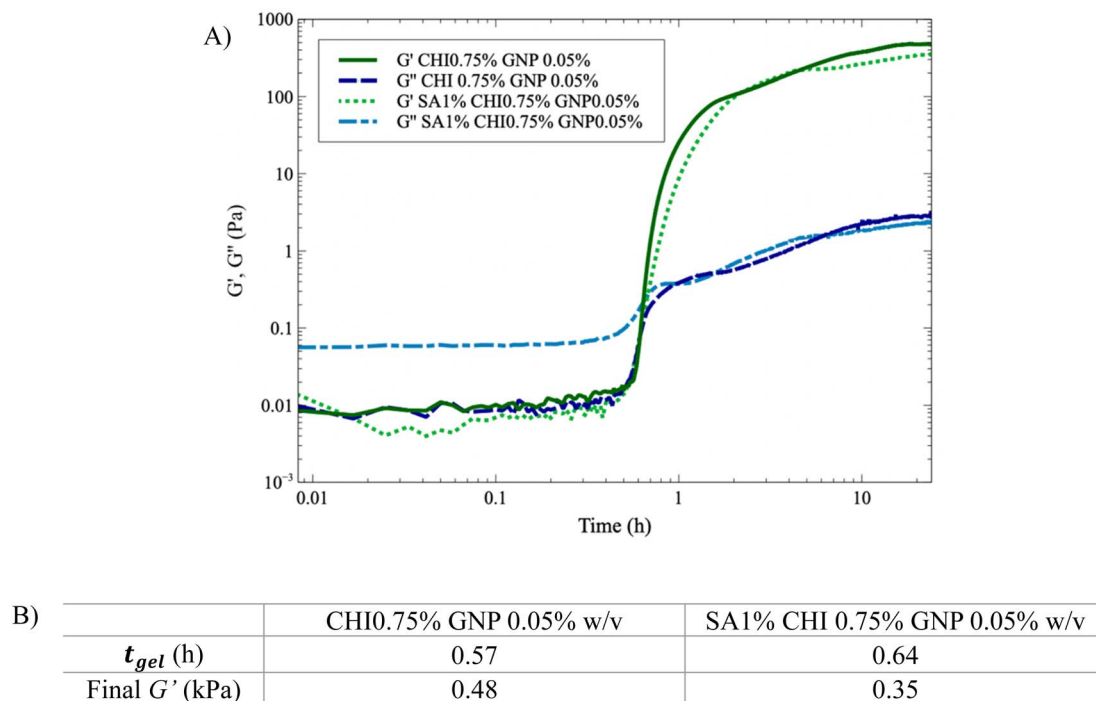 A)
1000
100
10
1
0.1
0.01
10⁻³
G', G'' (Pa)
G' CHI0.75% GNP 0.05%
G'' CHI 0.75% GNP 0.05%
G' SA1% CHI0.75% GNP0.05%
G'' SA1% CHI0.75% GNP0.05%
0.01 0.1 1 10
Time (h)
B)
CHI0.75% GNP 0.05% w/v SA1% CHI 0.75% GNP 0.05% w/v
t_gel (h) 0.57 0.64
Final G' (kPa) 0.48 0.35